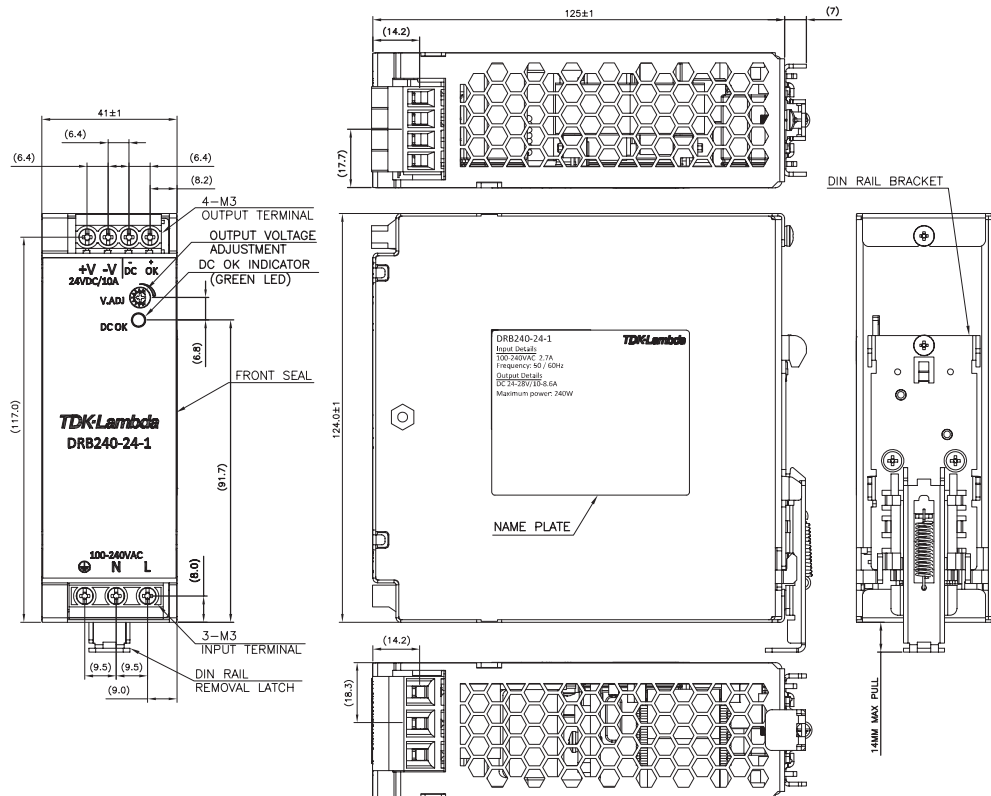 125±1
(7)
(14.2)
(17.7)
41±1
(6.4)
(6.4)
(6.4)
(8.2)
4-M3
OUTPUT TERMINAL
OUTPUT VOLTAGE
ADJUSTMENT
DC OK INDICATOR
(GREEN LED)
+V -V - DC + OK
24VDC/10A
V.ADJ
DC OK
(6.8)
FRONT SEAL
TDK·Lambda
DRB240-24-1
(117.0)
(91.7)
100-240VAC
N L
(8.0)
3-M3
INPUT TERMINAL
DIN RAIL
REMOVAL LATCH
(9.5)
(9.5)
(9.0)
124.0±1
DRB240-24-1
TDK·Lambda
Input Details
100-240VAC 2.7A
Frequency: 50 / 60Hz
Output Details
DC 24-28V/10-8.6A
Maximum power: 240W
NAME PLATE
DIN RAIL BRACKET
14MM MAX PULL
(14.2)
(18.3)